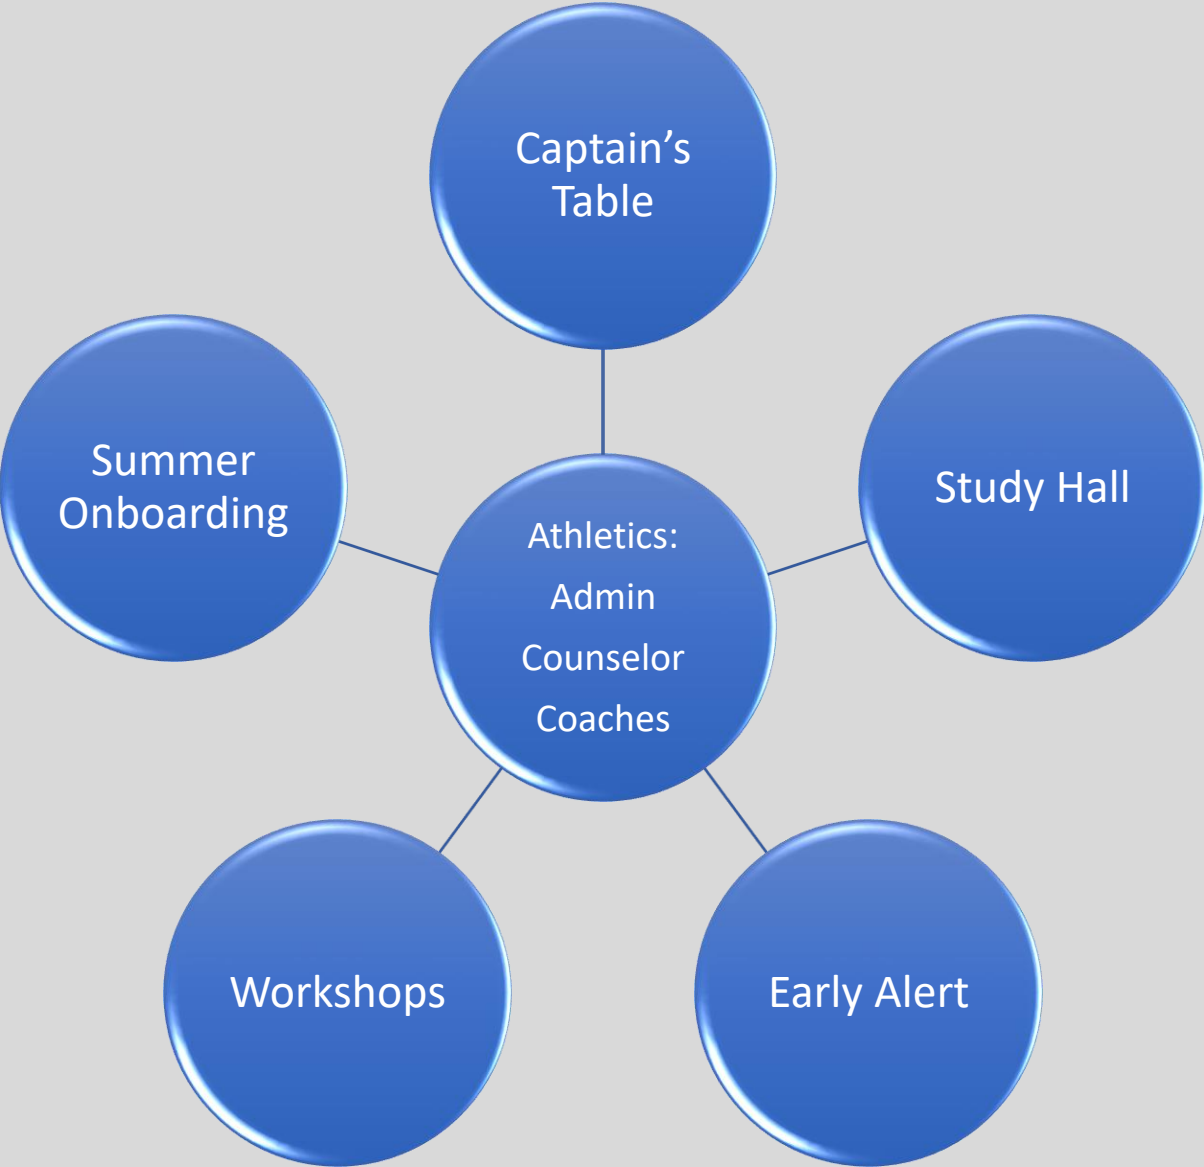 Captain’s
Table
Summer
Onboarding
Study Hall
Athletics:
Admin
Counselor
Coaches
Workshops
Early Alert